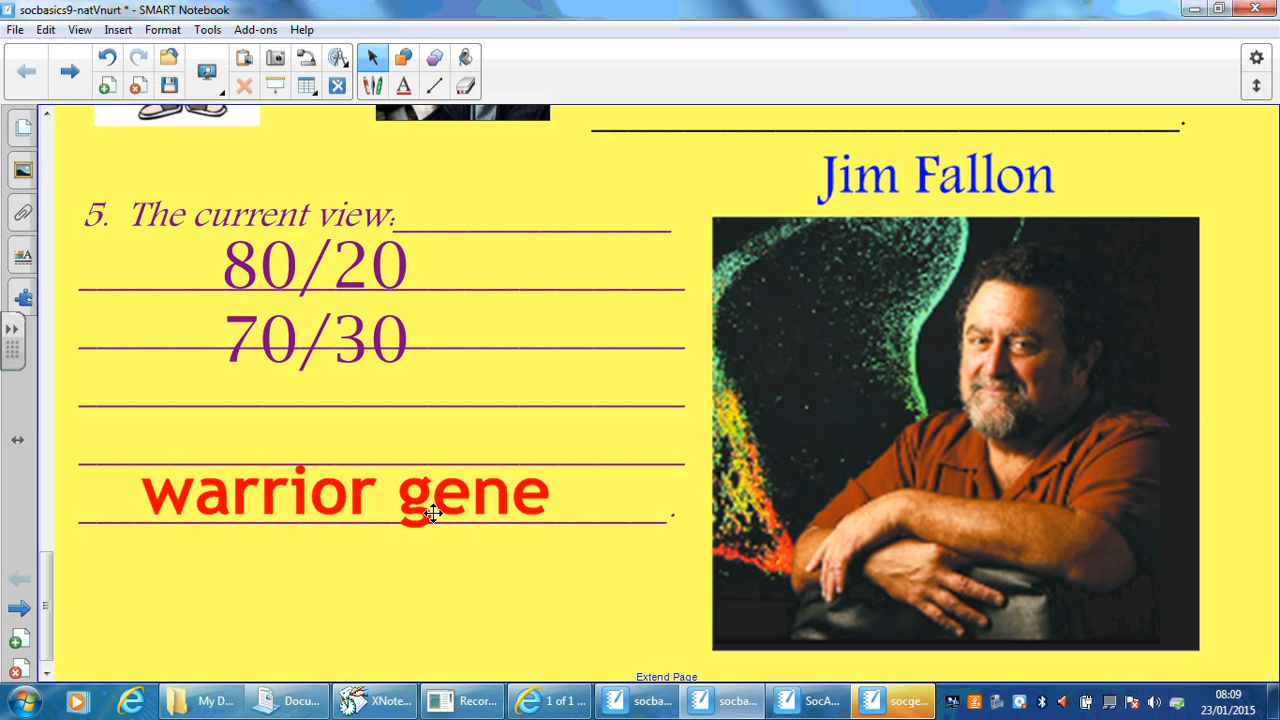 socbasics9-natVnurt * - SMART Notebook
File Edit View Insert Format Tools Add-ons Help
Jim Fallon
5. The current view:
80/20
70/30
warrior gene
Extend Page
My D... Docu... XNote... Recor... 1 of 1 ... socba... socba... SocA... socge...
08:09
23/01/2015